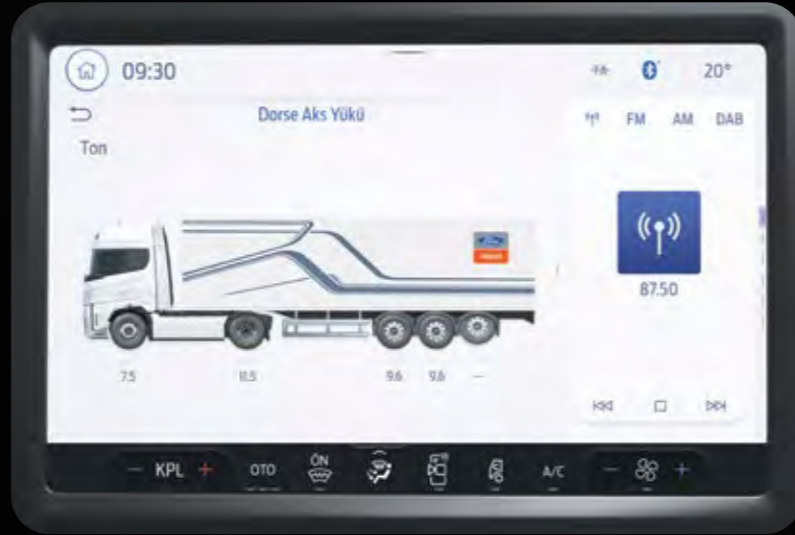 09:30
20°
Dorse Aks Yükü
FM AM DAB
Ton
87.50
7.5 11.5 9.6 9.6 --
KPL OTO ÖN A/C